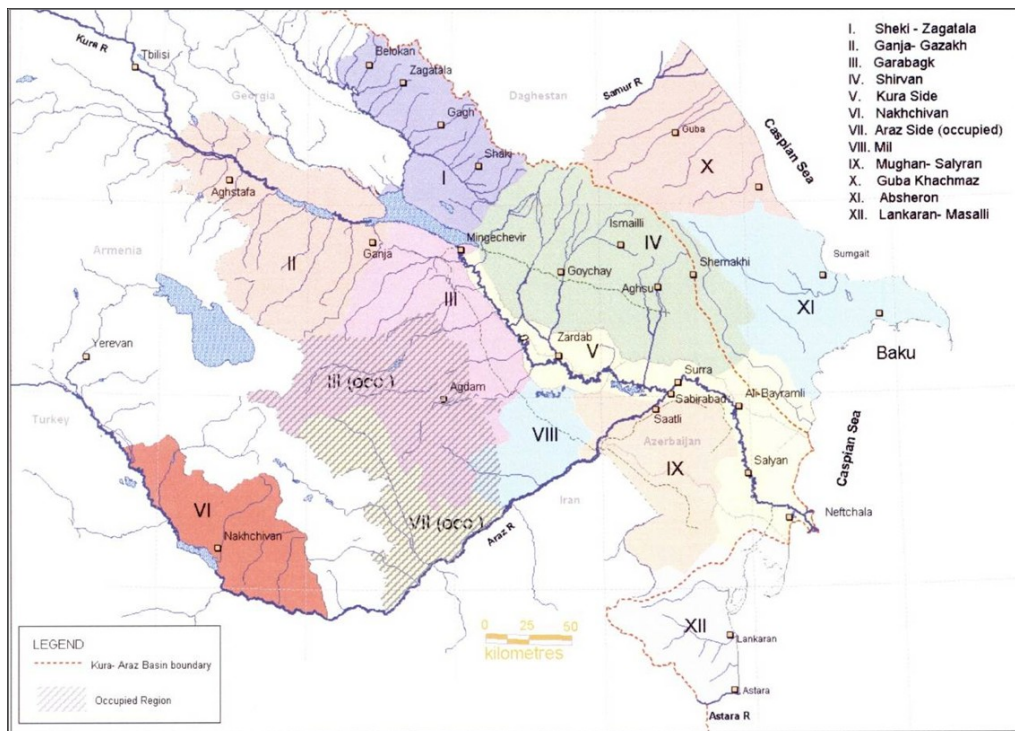 I. Sheki - Zagatala
II. Ganja- Gazakh
III. Garabagk
IV. Shirvan
V. Kura Side
VI. Nakhchivan
VII. Araz Side (occupied)
VIII. Mil
IX. Mughan- Salyran
X. Guba Khachmaz
XI. Absheron
XII. Lankaran- Masalli
Kura R
Tbilisi
Belokan
Zagatala
Georgia
Daghestan
Samur R
Gagh
Guba
Caspian Sea
Shaki
I
X
Aghstafa
Ismailli
Armenia
Ganja
Mingechevir
IV
Sumgait
II
Goychay
Shemakhi
Aghsu
III
XI
Yerevan
Zardab
V
Baku
III (occ.)
Surra
Agdam
Sabirabad
Ali-Bayramli
Saatli
Turkey
VIII
Azerbaijan
Caspian Sea
IX
Salyan
Iran
VI
VII (occ.)
Neftchala
Araz R
Nakhchivan
0 25 50
kilometres
XII
Lankaran
Astara
Astara R
LEGEND
Kura- Araz Basin boundary
Occupied Region